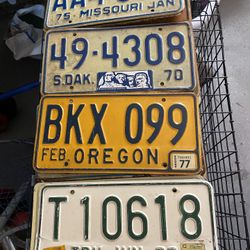 75. MISSOURI JAN
49-4308
S.DAK. 70
BKX 099
FEB. OREGON 77
T10618